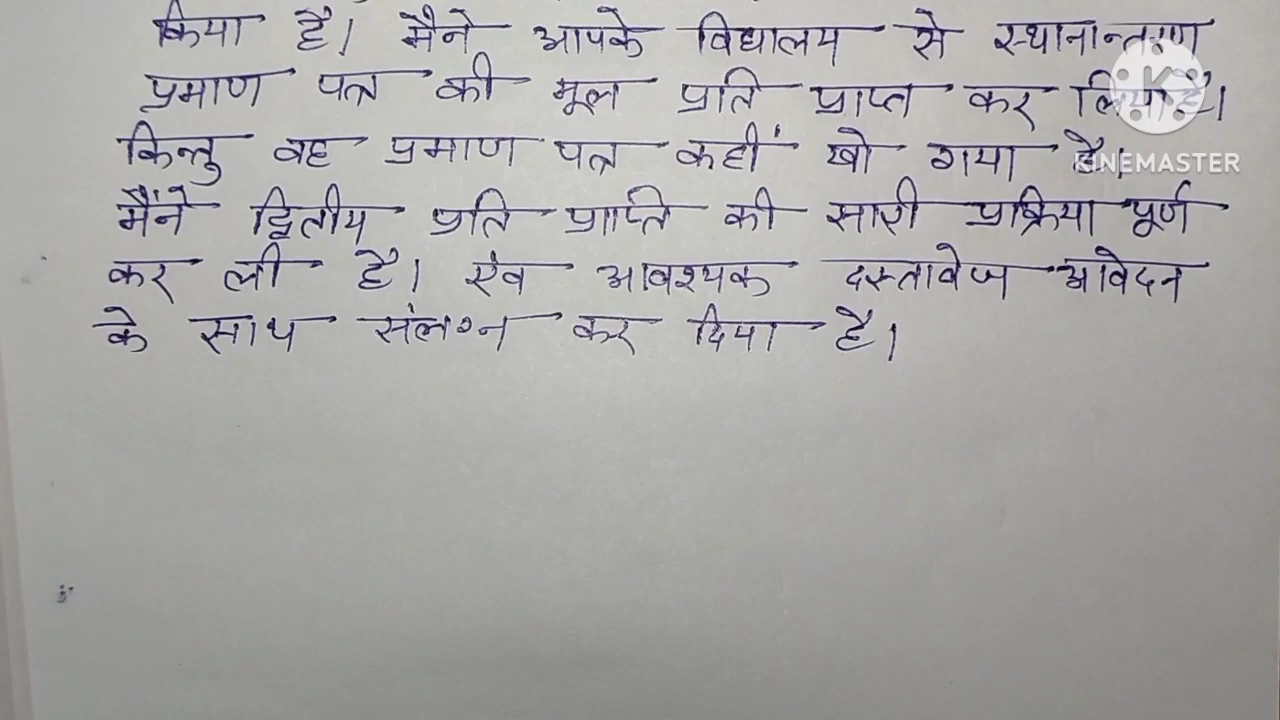 किया है। मैने आपके विद्यालय से स्थानान्तरण
प्रमाण पत्र की मूल प्रति प्राप्त कर लिया है।
किन्तु वह प्रमाण पत्र कहीं खो गया है।
KINEMASTER
मैंने द्वितीय प्रति प्राप्ति की सारी प्रक्रिया पूर्ण
कर ली है। एंव आवश्यक दस्तावेज आवेदन
के साथ संलग्न कर दिया है।